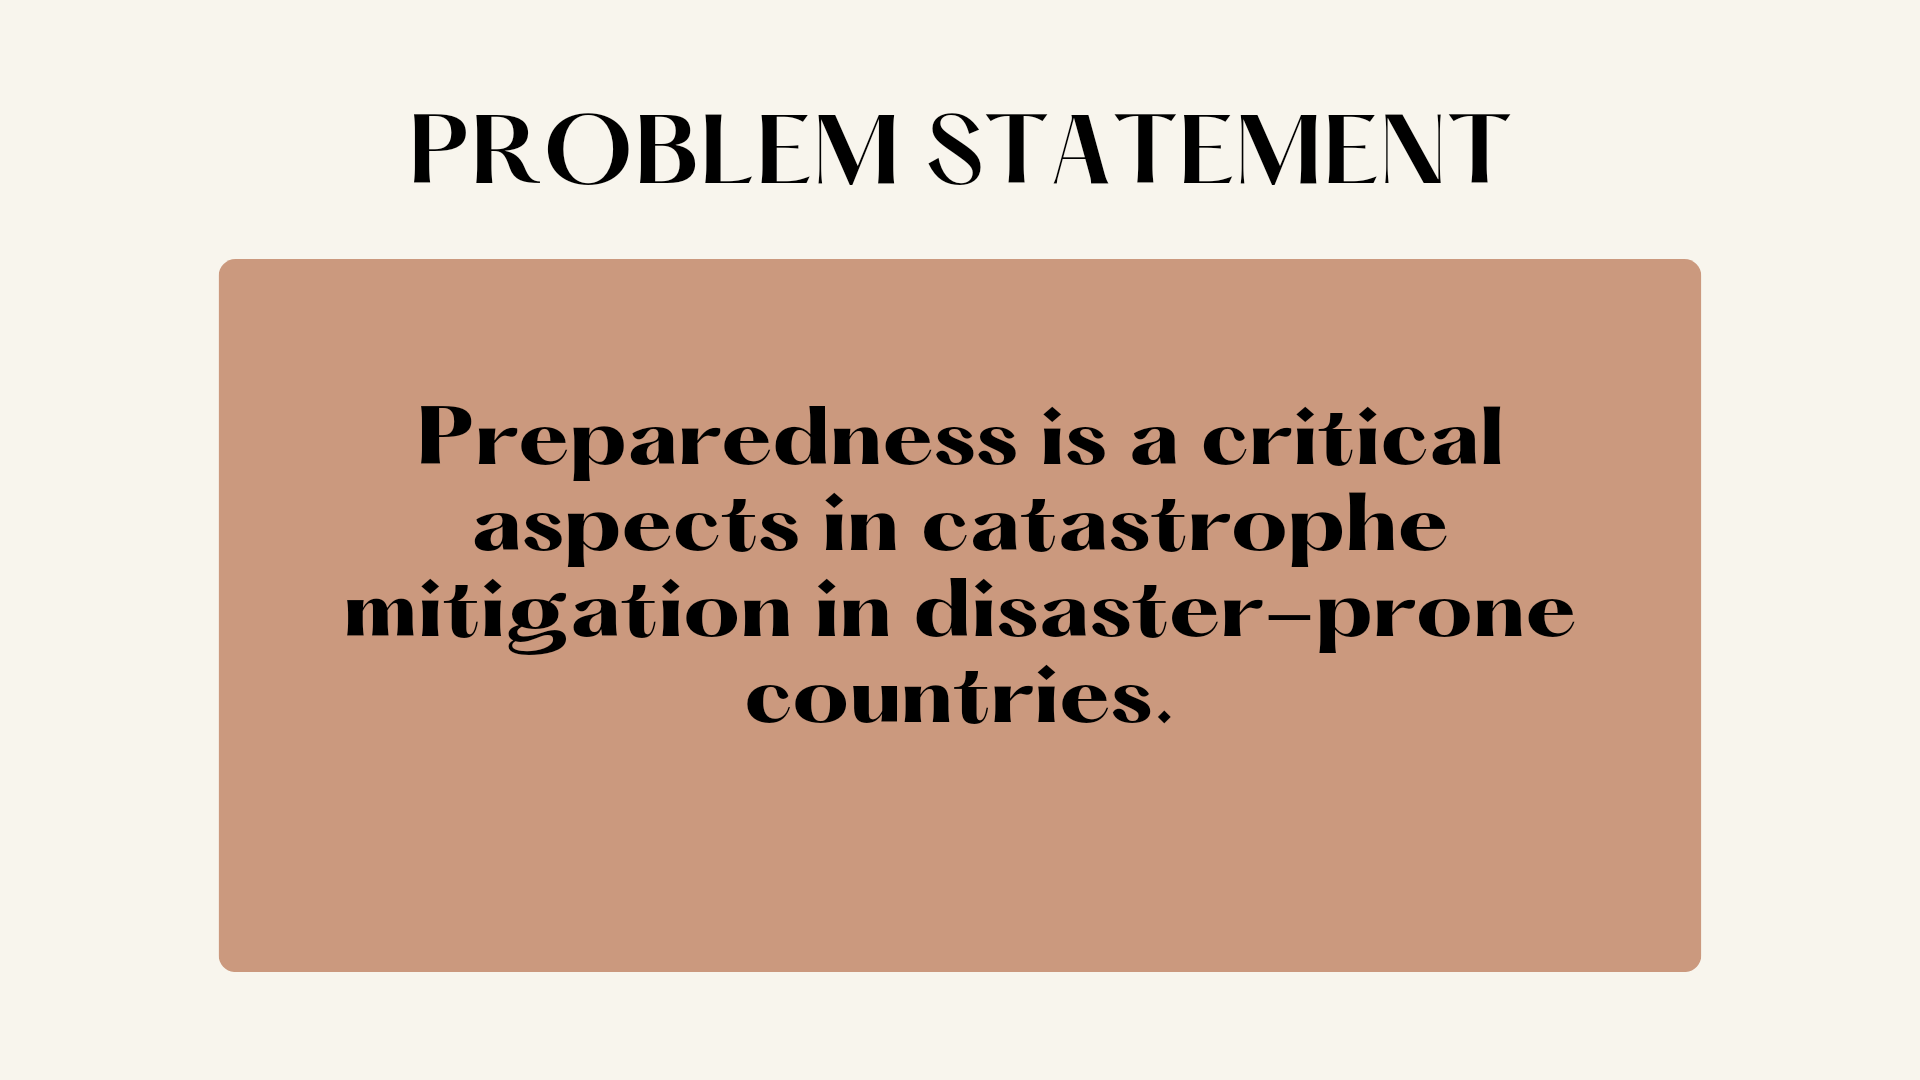 PROBLEM STATEMENT
Preparedness is a critical
aspects in catastrophe
mitigation in disaster-prone
countries.